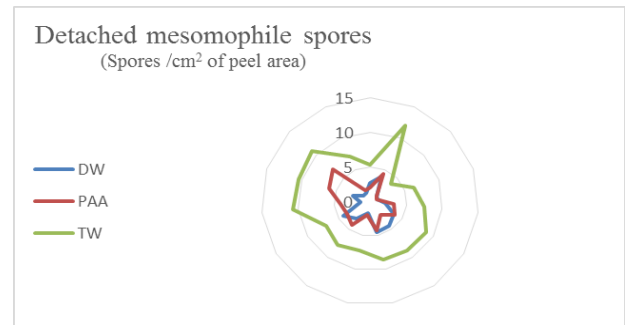 Detached mesomophile spores
(Spores /cm² of peel area)
15
10
5
0
DW
PAA
TW